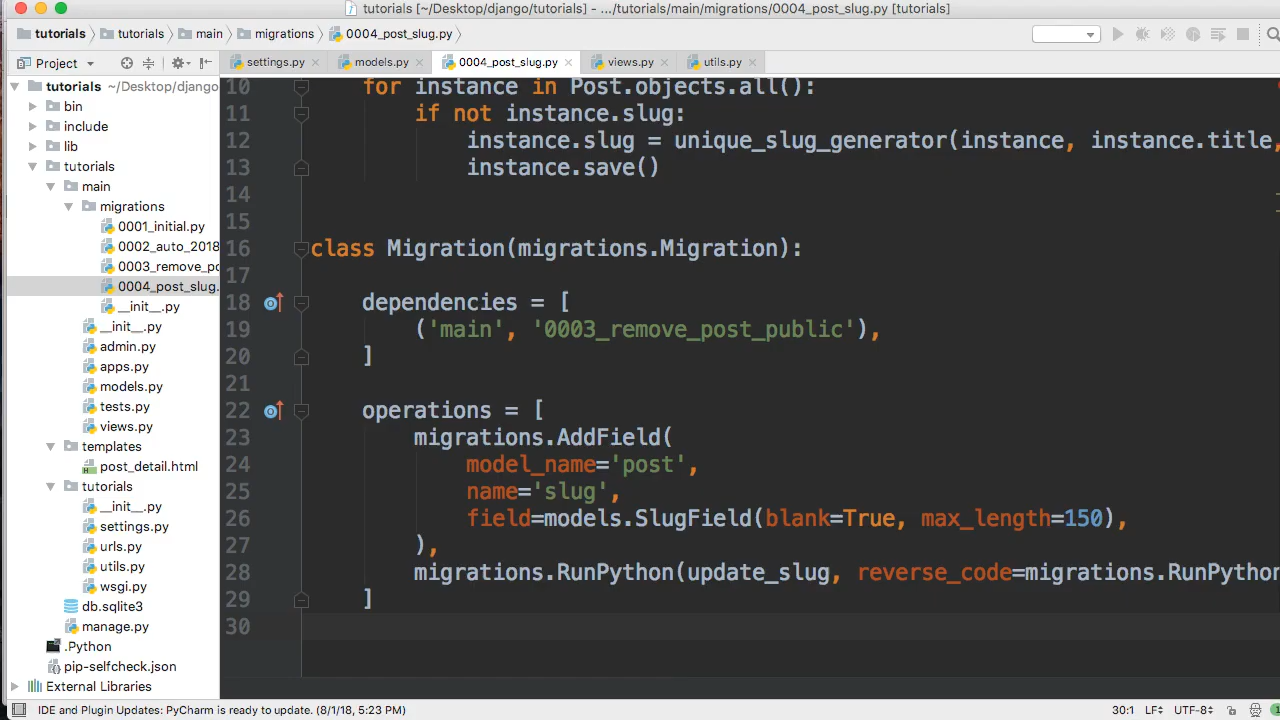 tutorials [~/Desktop/django/tutorials] - .../tutorials/main/migrations/0004_post_slug.py [tutorials]
tutorials tutorials main migrations 0004_post_slug.py
Project
settings.py models.py 0004_post_slug.py views.py utils.py
tutorials ~/Desktop/django
bin
include
lib
tutorials
main
migrations
0001_initial.py
0002_auto_2018
0003_remove_po
0004_post_slug.
__init__.py
__init__.py
admin.py
apps.py
models.py
tests.py
views.py
templates
post_detail.html
tutorials
__init__.py
settings.py
urls.py
utils.py
wsgi.py
db.sqlite3
manage.py
.Python
pip-selfcheck.json
External Libraries
10 for instance in Post.objects.all():
11 if not instance.slug:
12 instance.slug = unique_slug_generator(instance, instance.title,
13 instance.save()
14
15
16 class Migration(migrations.Migration):
17
18 dependencies = [
19 ('main', '0003_remove_post_public'),
20 ]
21
22 operations = [
23 migrations.AddField(
24 model_name='post',
25 name='slug',
26 field=models.SlugField(blank=True, max_length=150),
27 ),
28 migrations.RunPython(update_slug, reverse_code=migrations.RunPython
29 ]
30
IDE and Plugin Updates: PyCharm is ready to update. (8/1/18, 5:23 PM)
30:1 LF UTF-8